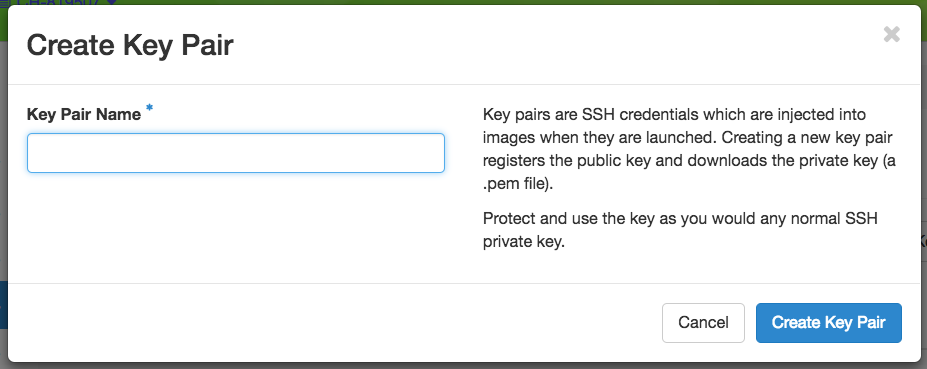 CH-819507
Create Key Pair
Key Pair Name *
Key pairs are SSH credentials which are injected into
images when they are launched. Creating a new key pair
registers the public key and downloads the private key (a
.pem file).
Protect and use the key as you would any normal SSH
private key.
Cancel
Create Key Pair